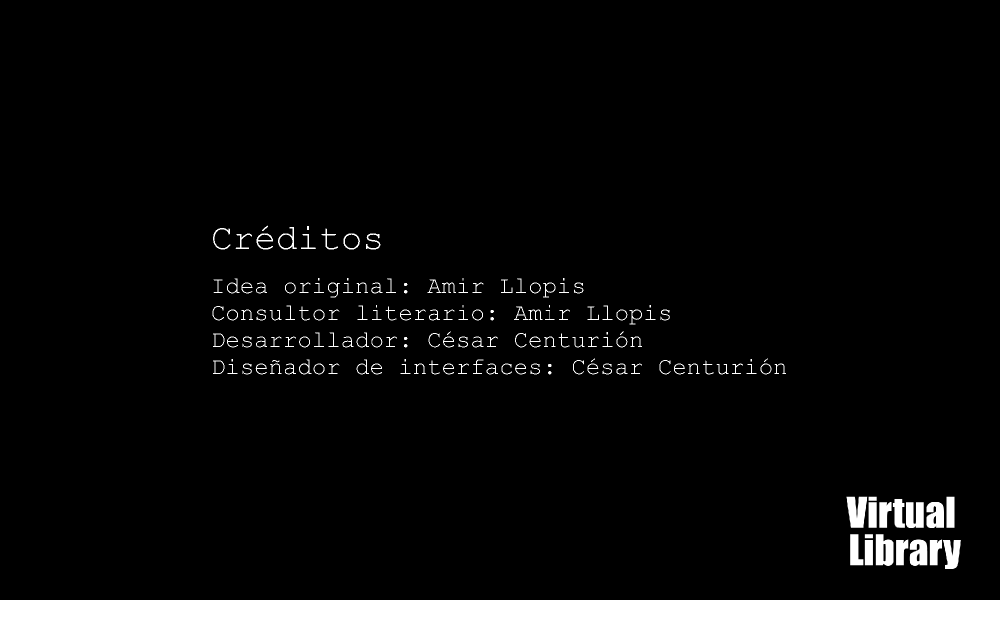 Créditos
Idea original: Amir Llopis
Consultor literario: Amir Llopis
Desarrollador: César Centurión
Diseñador de interfaces: César Centurión
Virtual
Library